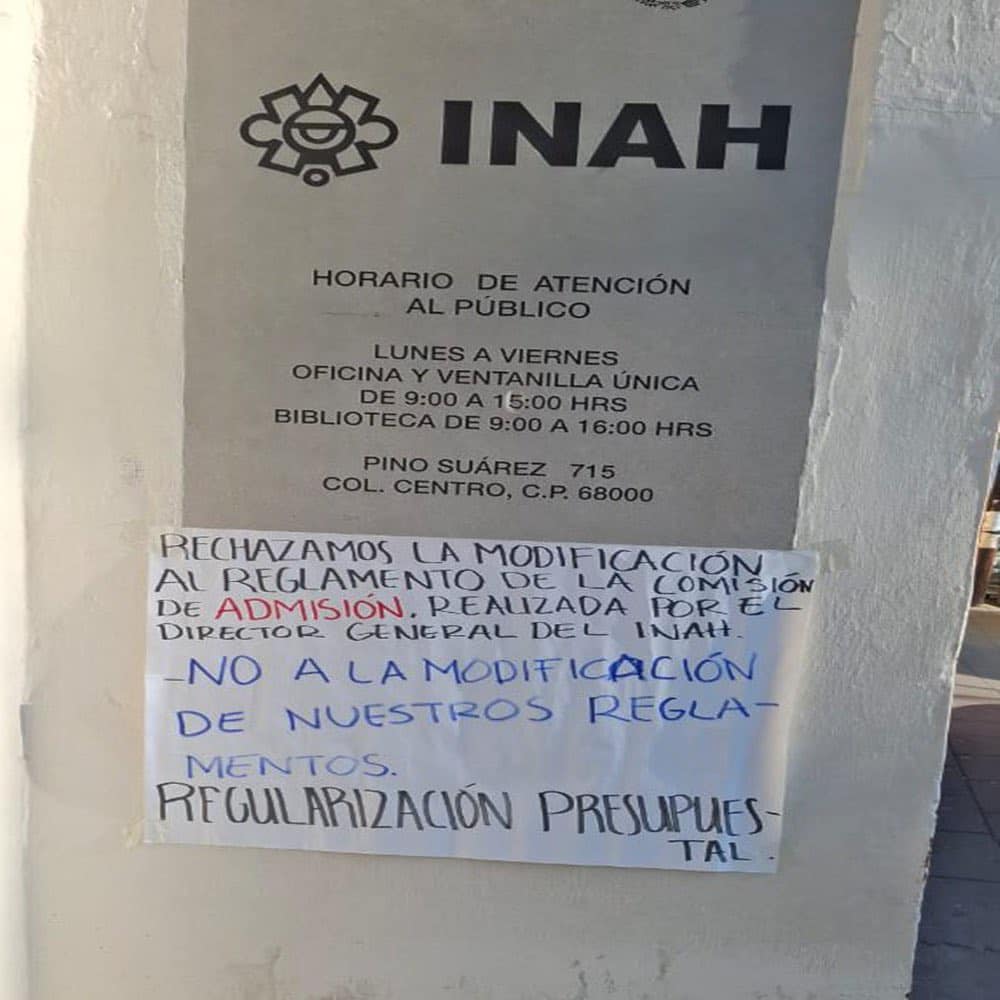 INAH
HORARIO DE ATENCIÓN
AL PÚBLICO
LUNES A VIERNES
OFICINA Y VENTANILLA ÚNICA
DE 9:00 A 15:00 HRS
BIBLIOTECA DE 9:00 A 16:00 HRS
PINO SUÁREZ 715
COL. CENTRO, C.P. 68000
RECHAZAMOS LA MODIFICACIÓN
AL REGLAMENTO DE LA COMISIÓN
DE ADMISIÓN. REALIZADA POR EL
DIRECTOR GENERAL DEL INAH.
-NO A LA MODIFICACIÓN
DE NUESTROS REGLA-
MENTOS.
REGULARIZACIÓN PRESUPUES-
TAL.